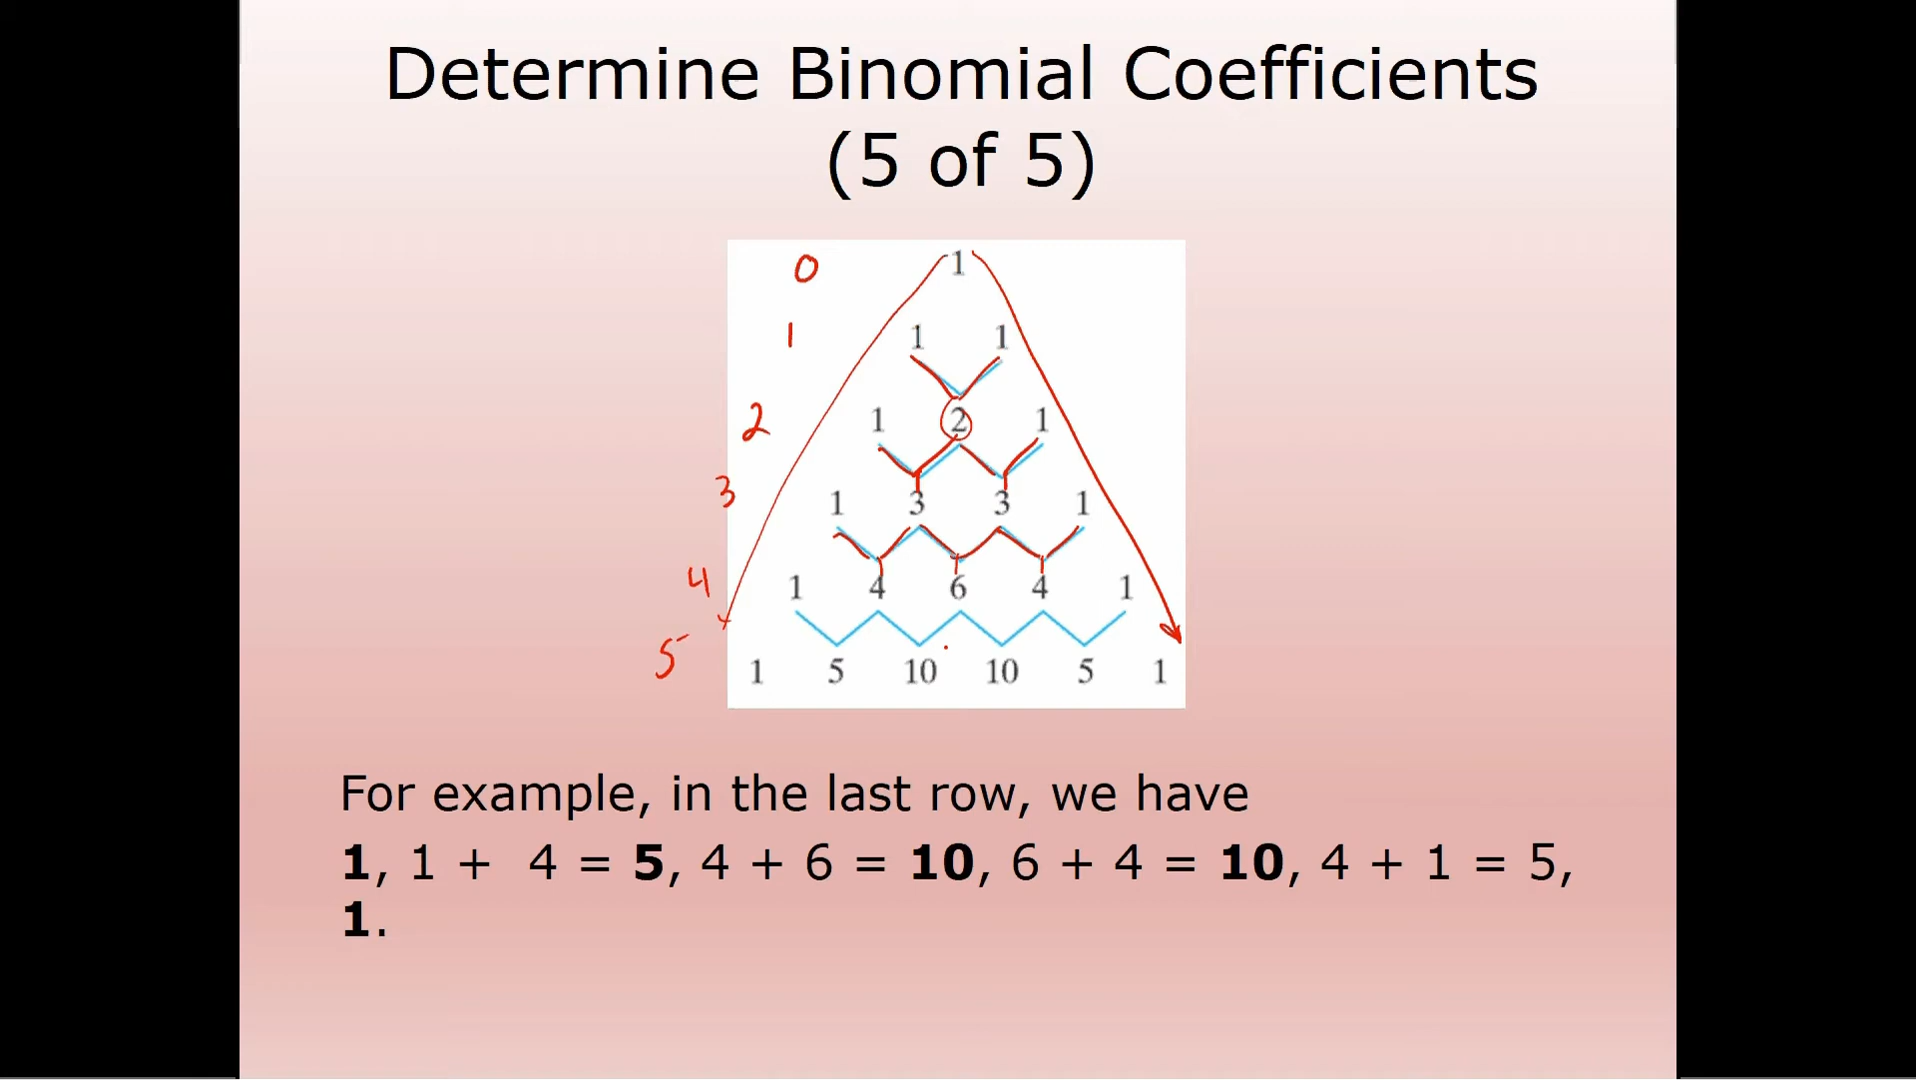 Determine Binomial Coefficients
(5 of 5)
0 1
1 1 1
2 1 2 1
3 1 3 3 1
4 1 4 6 4 1
5 1 5 10 10 5 1
For example, in the last row, we have
1, 1 + 4 = 5, 4 + 6 = 10, 6 + 4 = 10, 4 + 1 = 5,
1.